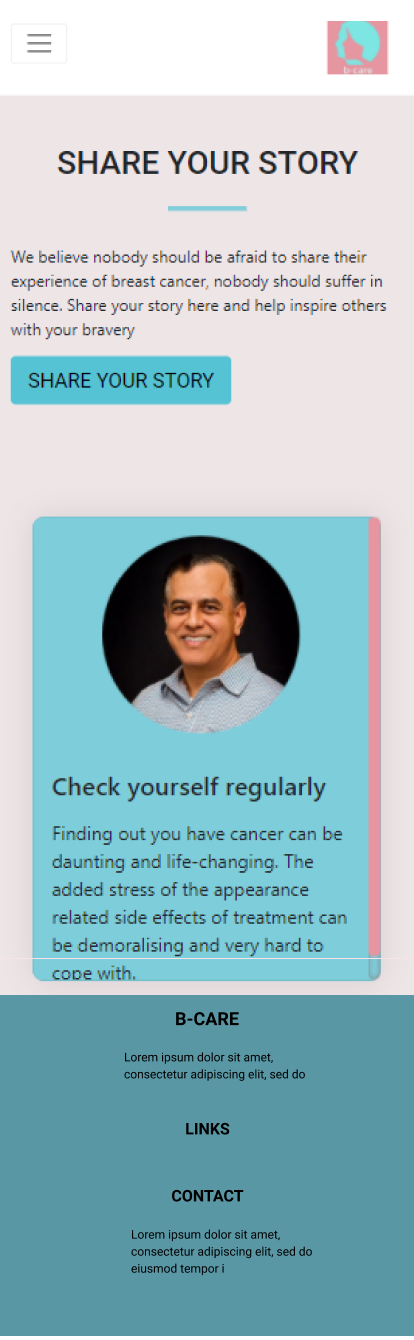 b-care
SHARE YOUR STORY
We believe nobody should be afraid to share their
experience of breast cancer, nobody should suffer in
silence. Share your story here and help inspire others
with your bravery
SHARE YOUR STORY
Check yourself regularly
Finding out you have cancer can be
daunting and life-changing. The
added stress of the appearance
related side effects of treatment can
be demoralising and very hard to
cope with.
B-CARE
Lorem ipsum dolor sit amet,
consectetur adipiscing elit, sed do
LINKS
CONTACT
Lorem ipsum dolor sit amet,
consectetur adipiscing elit, sed do
eiusmod tempor i